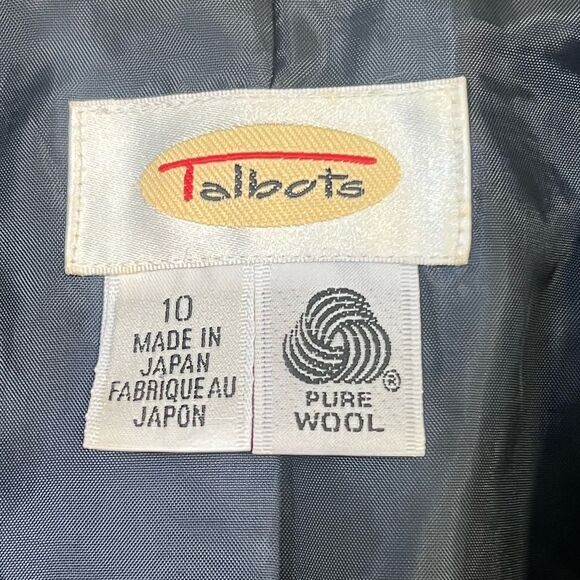 Talbots
10
MADE IN
JAPAN
FABRIQUE AU
JAPON
®
PURE
WOOL